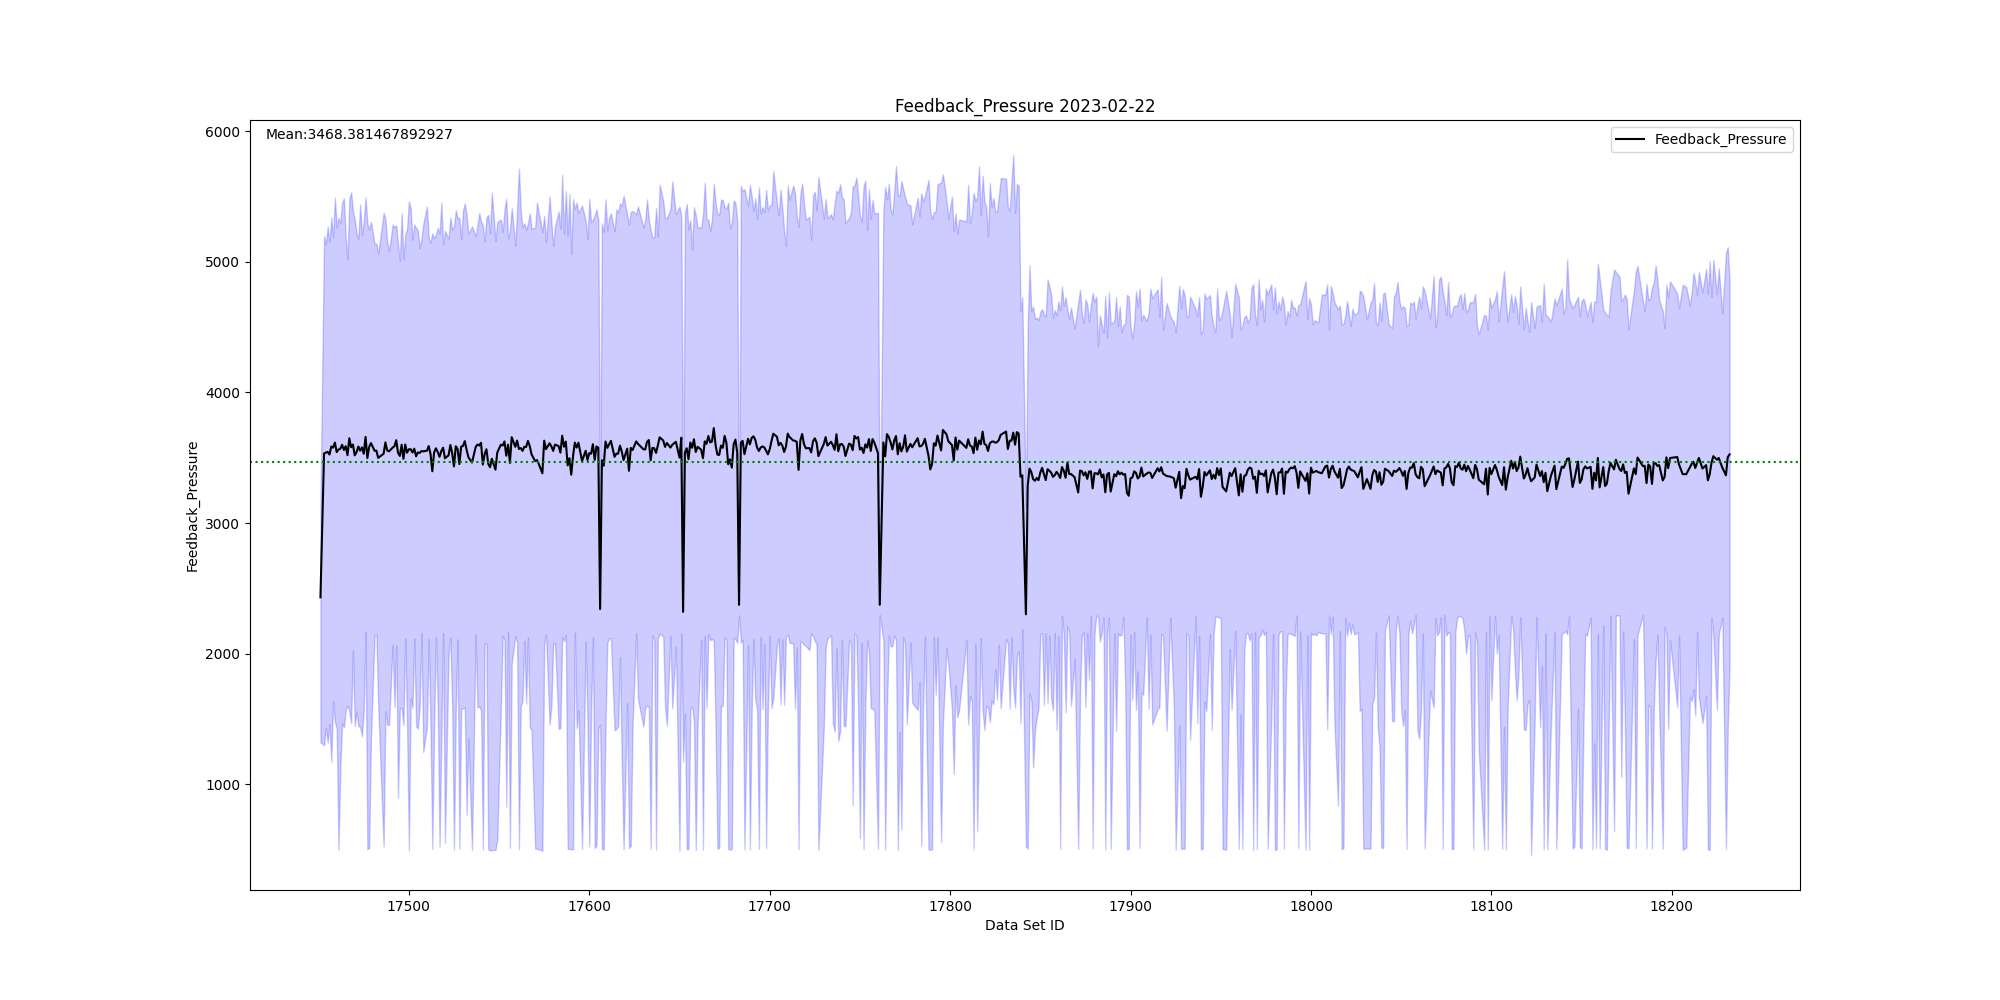 Feedback_Pressure 2023-02-22
Mean:3468.381467892927
Feedback_Pressure
6000
5000
4000
3000
2000
1000
Feedback_Pressure
17500 17600 17700 17800 17900 18000 18100 18200
Data Set ID